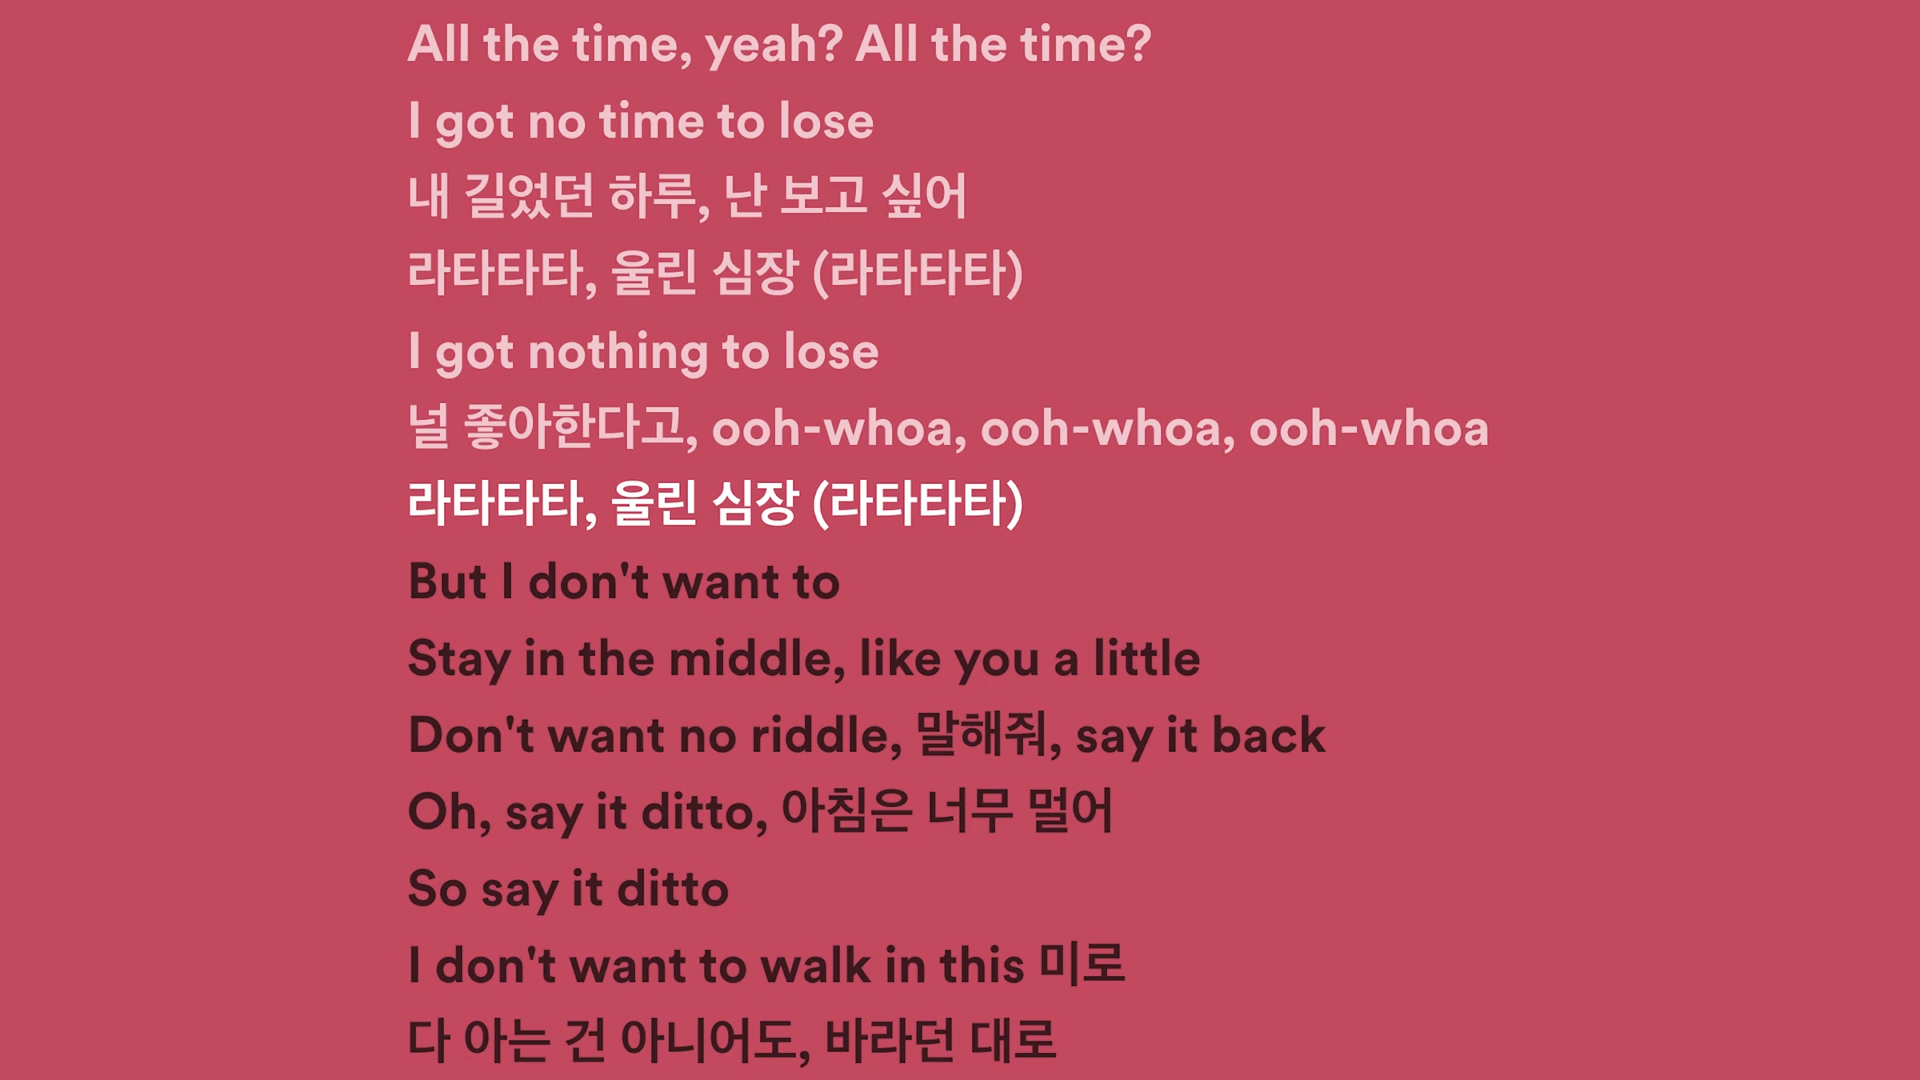 All the time, yeah? All the time?
I got no time to lose
내 길었던 하루, 난 보고 싶어
라타타타, 울린 심장 (라타타타)
I got nothing to lose
널 좋아한다고, ooh-whoa, ooh-whoa, ooh-whoa
라타타타, 울린 심장 (라타타타)
But I don't want to
Stay in the middle, like you a little
Don't want no riddle, 말해줘, say it back
Oh, say it ditto, 아침은 너무 멀어
So say it ditto
I don't want to walk in this 미로
다 아는 건 아니어도, 바라던 대로